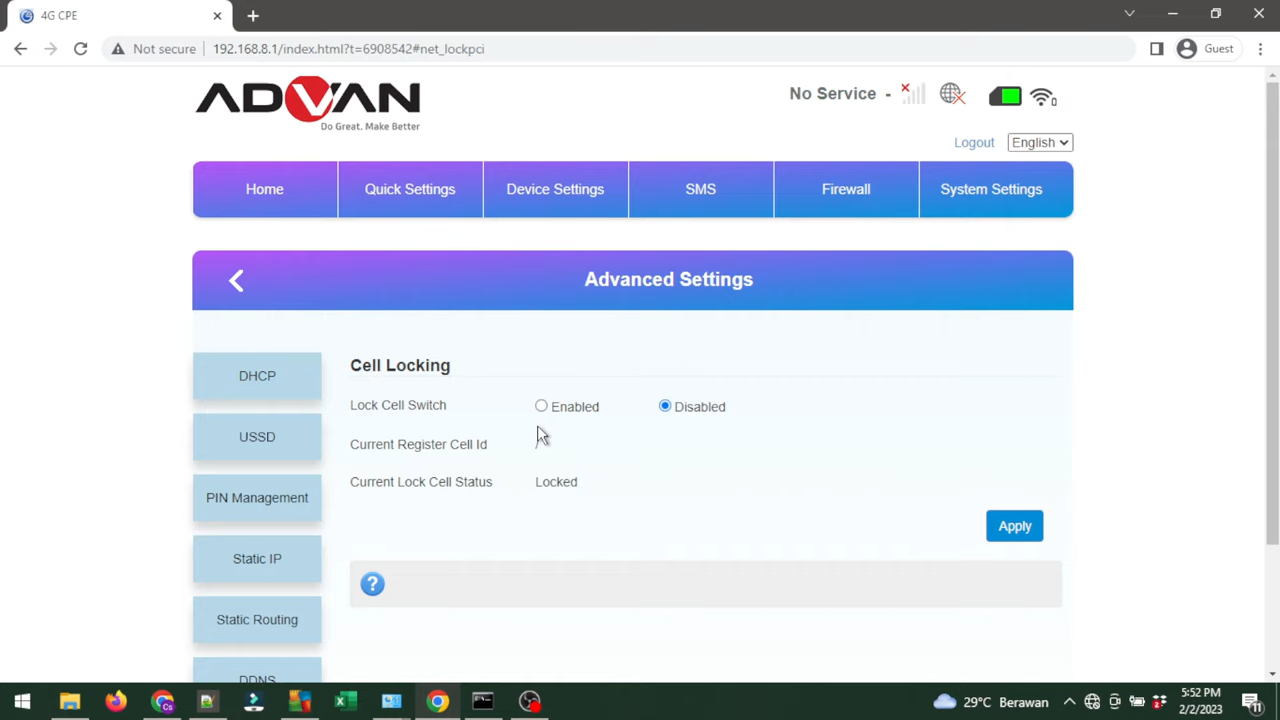 4G CPE
Not secure 192.168.8.1/index.html?t=6908542#net_lockpci Guest
ADVAN
Do Great. Make Better
No Service -
Logout English
Home Quick Settings Device Settings SMS Firewall System Settings
Advanced Settings
DHCP
USSD
PIN Management
Static IP
Static Routing
DDNS
Cell Locking
Lock Cell Switch Enabled Disabled
Current Register Cell Id
Current Lock Cell Status Locked
Apply
?
29°C Berawan
5:52 PM
2/2/2023